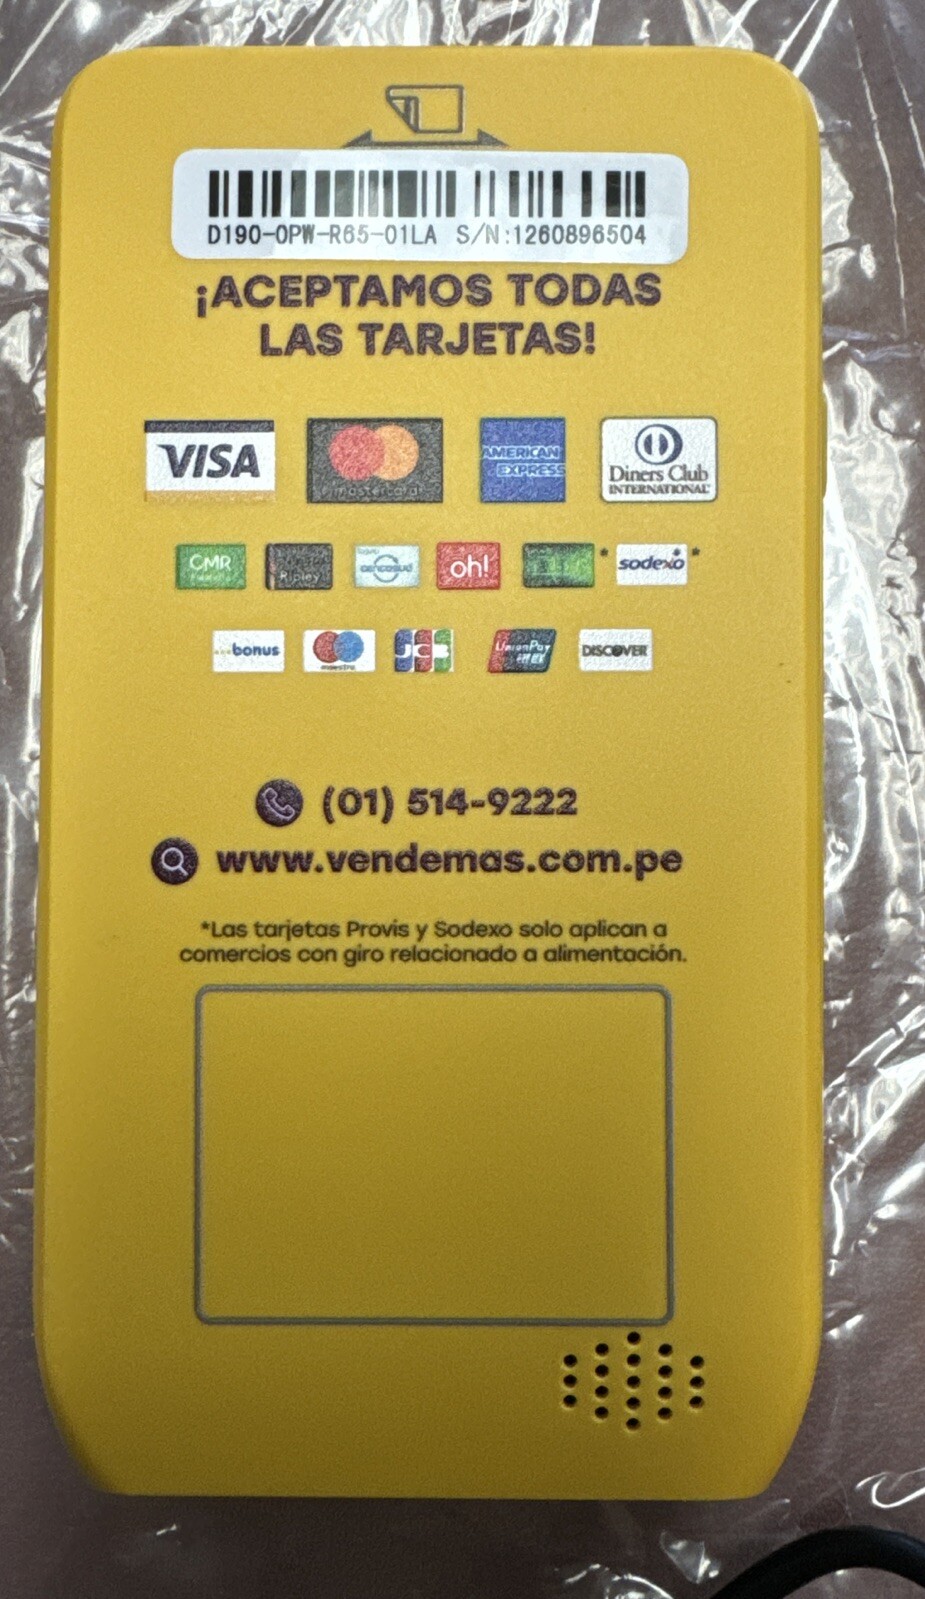 D190-0PW-R65-01LA S/N:1260896504
¡ACEPTAMOS TODAS
LAS TARJETAS!
VISA
mastercard
AMERICAN
EXPRESS
Diners Club
INTERNATIONAL
CMR
Ripley
cencosud
oh!
*
sodexo
*
bonus
maestro
JCB
UnionPay
DISCOVER
(01) 514-9222
www.vendemas.com.pe
*Las tarjetas Provis y Sodexo solo aplican a
comercios con giro relacionado a alimentación.